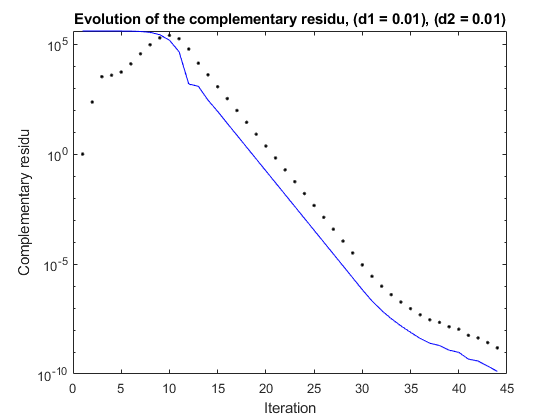 Evolution of the complementary residu, (d1 = 0.01), (d2 = 0.01)
10^5
10^0
10^-5
10^-10
Complementary residu
0 5 10 15 20 25 30 35 40 45
Iteration